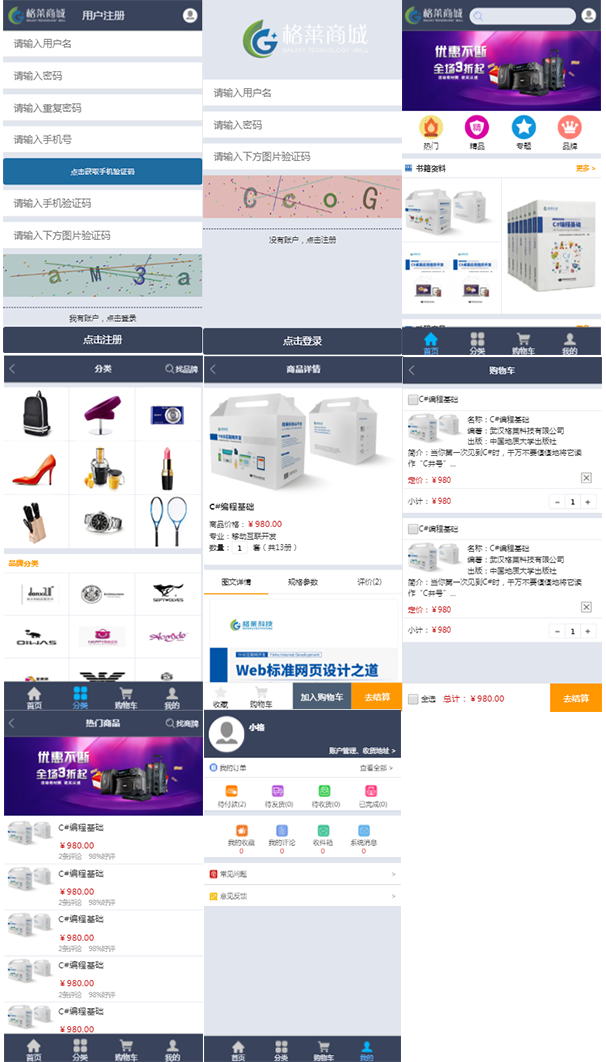 格莱商城
用户注册
请输入用户名
请输入密码
请输入重复密码
请输入手机号
点击获取手机验证码
请输入手机验证码
请输入下方图片验证码
a M 3 a
我有账户，点击登录
点击注册
格莱商城
请输入用户名
请输入密码
请输入下方图片验证码
C c o G
没有账户，点击注册
点击登录
格莱商城
优惠不断
全场3折起
热门
精品
专题
品牌
书籍资料
更多 >
C#编程基础
首页
分类
购物车
我的
分类
找品牌
品牌分类
danxilu
SEPTWOLVES
OIWAS
首页
分类
购物车
我的
商品详情
C#编程基础
商品价格：￥980.00
专业：移动互联开发
数量： 1 套（共13册）
图文详情
规格参数
评价(2)
格莱科技
Web标准网页设计之道
收藏
购物车
加入购物车
去结算
购物车
C#编程基础
名称：C#编程基础
编著：武汉格莱科技有限公司
出版：中国地质大学出版社
简介：当你第一次见到C#时，千万不要傻傻地将它读
作“C井号”...
定价：￥980
小计：￥980
- 1 +
C#编程基础
名称：C#编程基础
编著：武汉格莱科技有限公司
出版：中国地质大学出版社
简介：当你第一次见到C#时，千万不要傻傻地将它读
作“C井号”...
定价：￥980
小计：￥980
- 1 +
全选
总计：￥980.00
去结算
热门商品
找商牌
优惠不断
全场3折起
C#编程基础
￥980.00
2条评论 98%好评
C#编程基础
￥980.00
2条评论 98%好评
C#编程基础
￥980.00
2条评论 98%好评
C#编程基础
￥980.00
2条评论 98%好评
C#编程基础
￥980.00
首页
分类
购物车
我的
小格
账户管理、收货地址 >
我的订单
查看全部 >
待付款(2)
待发货(0)
待收货(0)
已完成(0)
我的收藏
0
我的评论
0
收件箱
0
系统消息
0
常见问题
>
意见反馈
>
首页
分类
购物车
我的